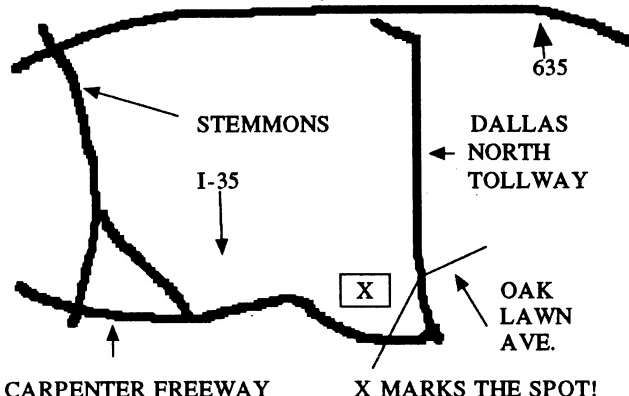 635
STEMMONS
DALLAS
NORTH
TOLLWAY
I-35
X
OAK
LAWN
AVE.
CARPENTER FREEWAY
X MARKS THE SPOT!